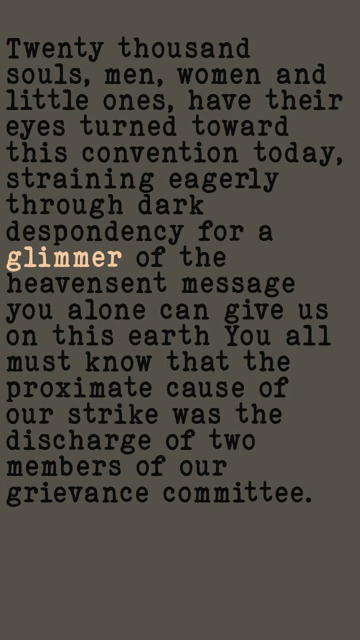 Twenty thousand
souls, men, women and
little ones, have their
eyes turned toward
this convention today,
straining eagerly
through dark
despondency for a
glimmer of the
heavensent message
you alone can give us
on this earth You all
must know that the
proximate cause of
our strike was the
discharge of two
members of our
grievance committee.